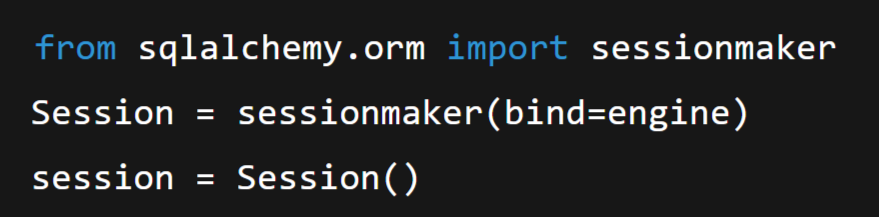 from sqlalchemy.orm import sessionmaker
Session = sessionmaker(bind=engine)
session = Session()